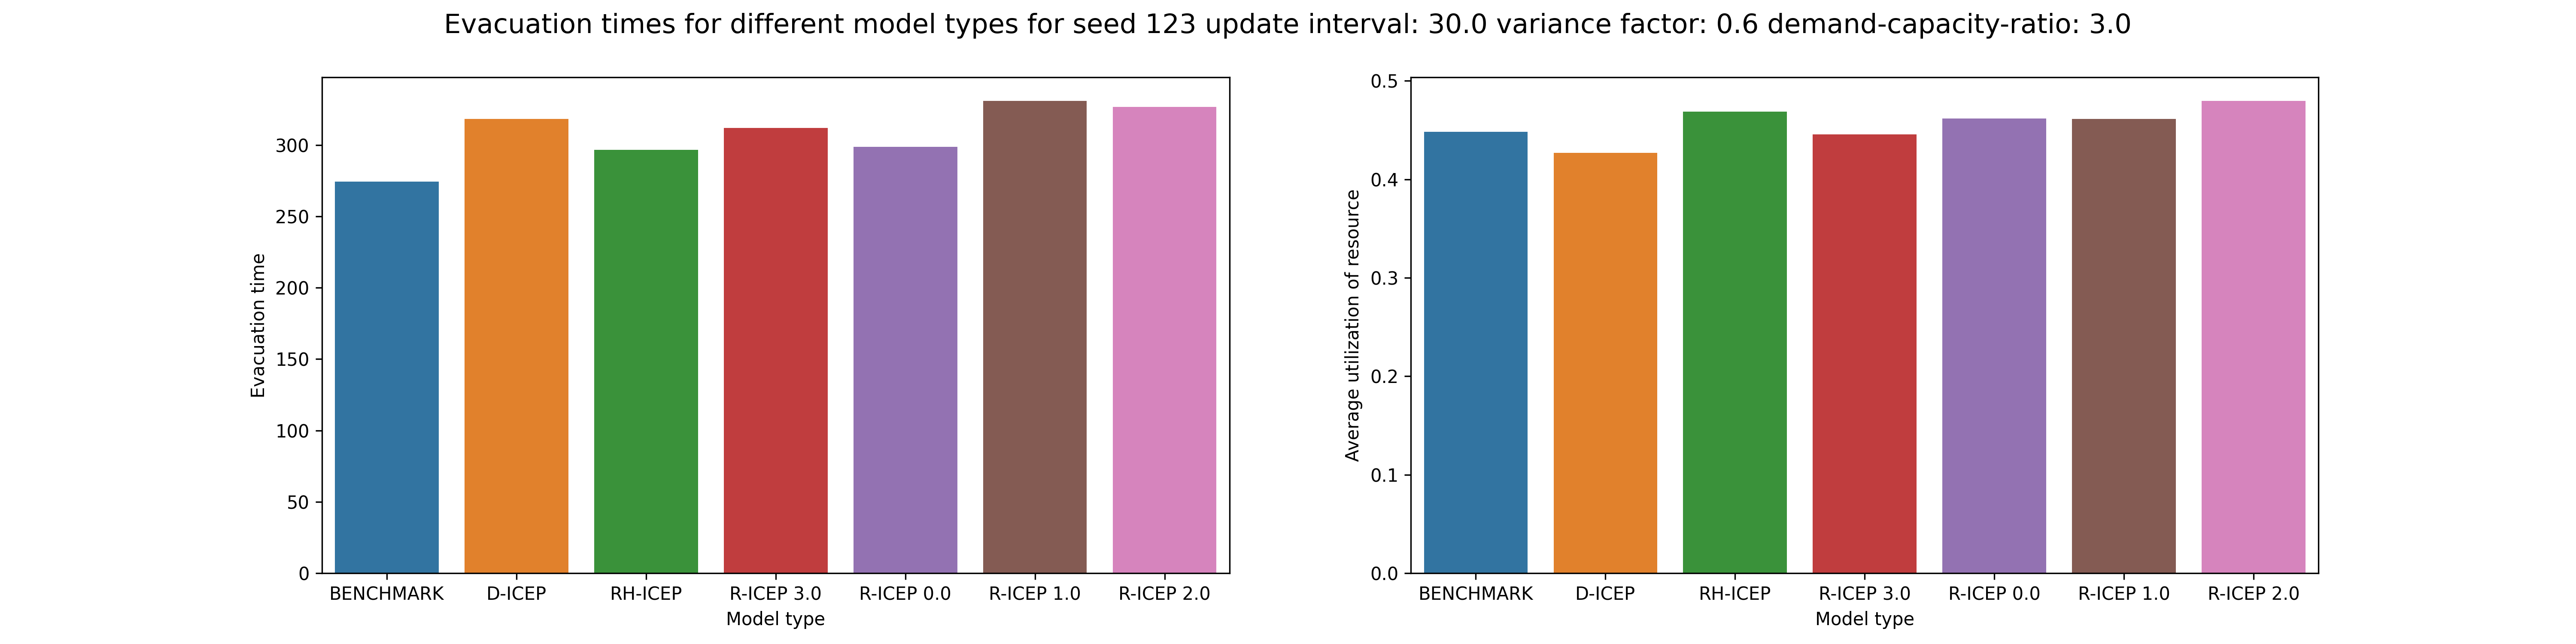 Evacuation times for different model types for seed 123 update interval: 30.0 variance factor: 0.6 demand-capacity-ratio: 3.0
Evacuation time
300
250
200
150
100
50
0
BENCHMARK D-ICEP RH-ICEP R-ICEP 3.0 R-ICEP 0.0 R-ICEP 1.0 R-ICEP 2.0
Model type
Average utilization of resource
0.5
0.4
0.3
0.2
0.1
0.0
BENCHMARK D-ICEP RH-ICEP R-ICEP 3.0 R-ICEP 0.0 R-ICEP 1.0 R-ICEP 2.0
Model type